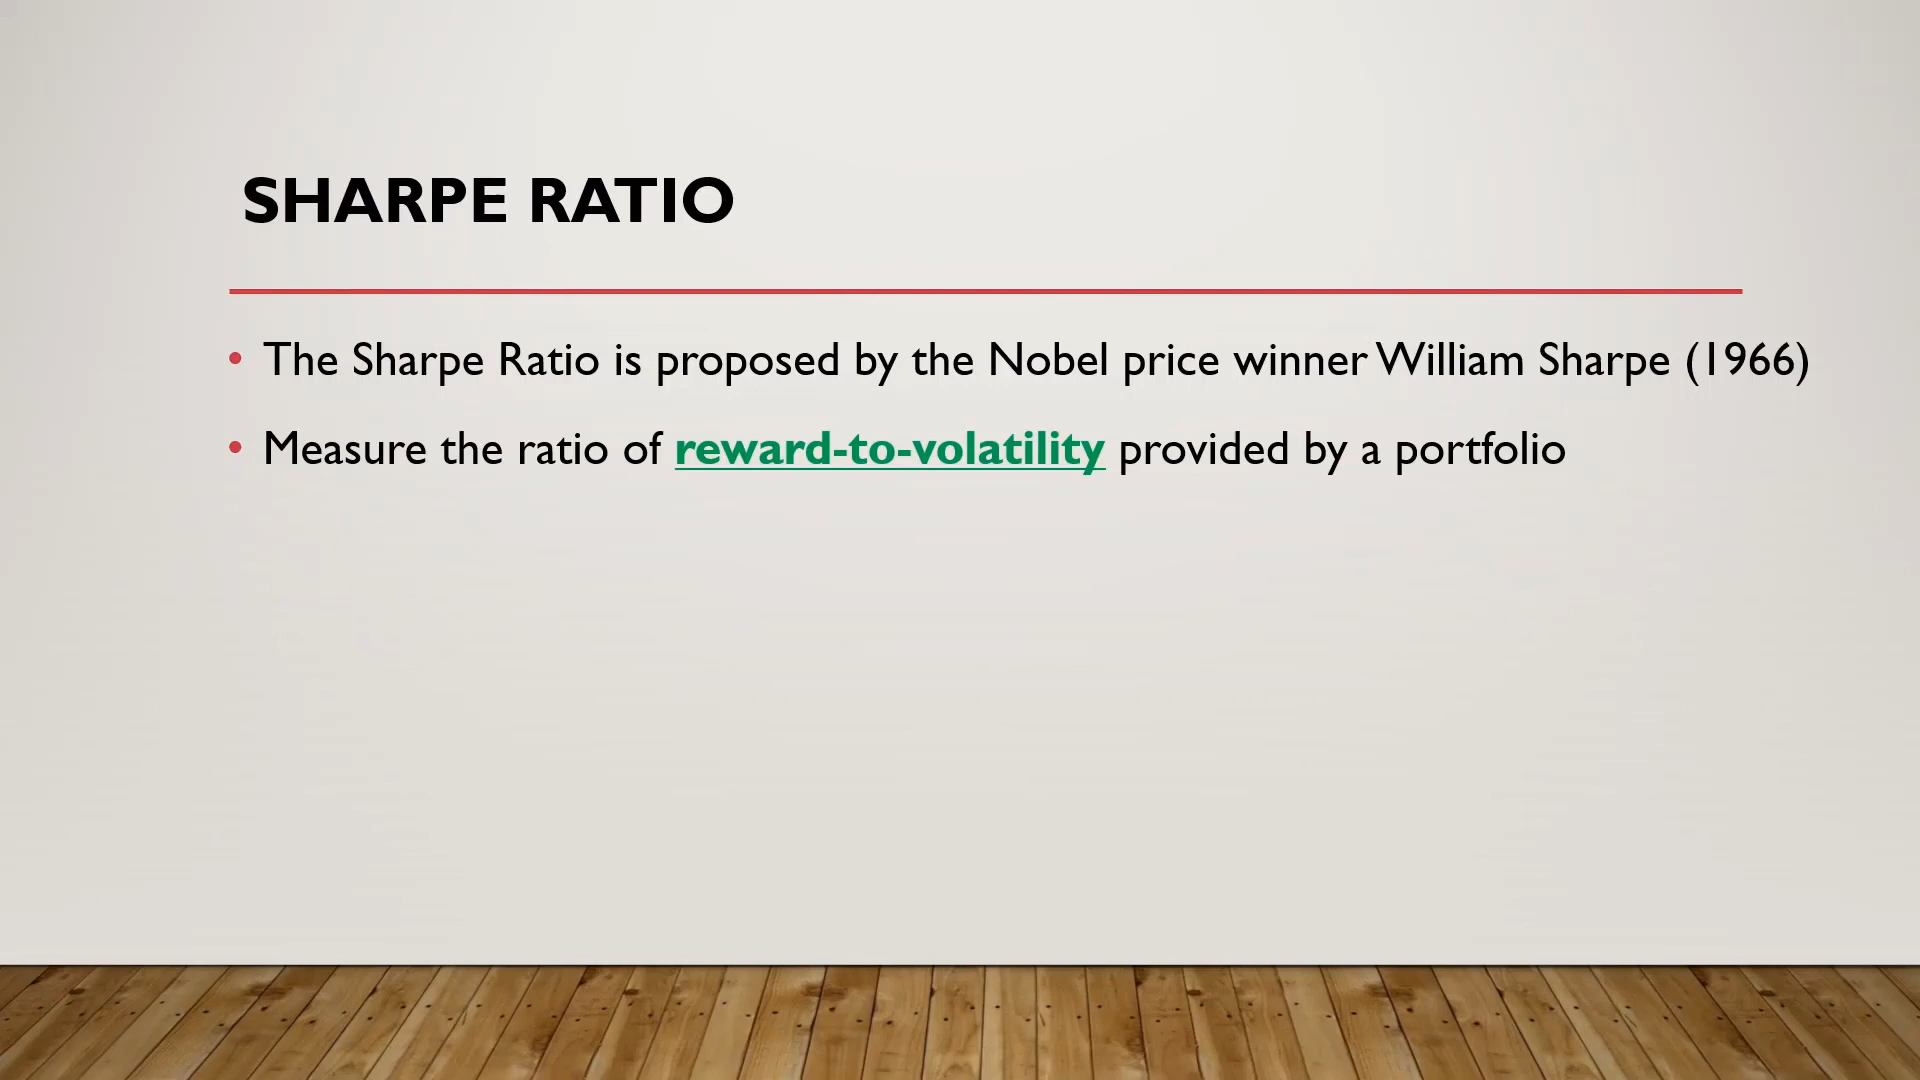 SHARPE RATIO
• The Sharpe Ratio is proposed by the Nobel price winner William Sharpe (1966)
• Measure the ratio of reward-to-volatility provided by a portfolio